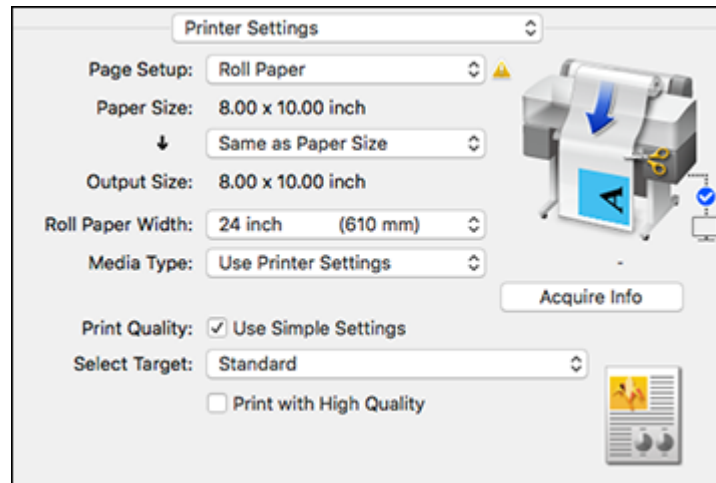 Printer Settings
Page Setup: Roll Paper
Paper Size: 8.00 x 10.00 inch
Same as Paper Size
Output Size: 8.00 x 10.00 inch
Roll Paper Width: 24 inch (610 mm)
Media Type: Use Printer Settings
-
Acquire Info
Print Quality: Use Simple Settings
Select Target: Standard
Print with High Quality
A